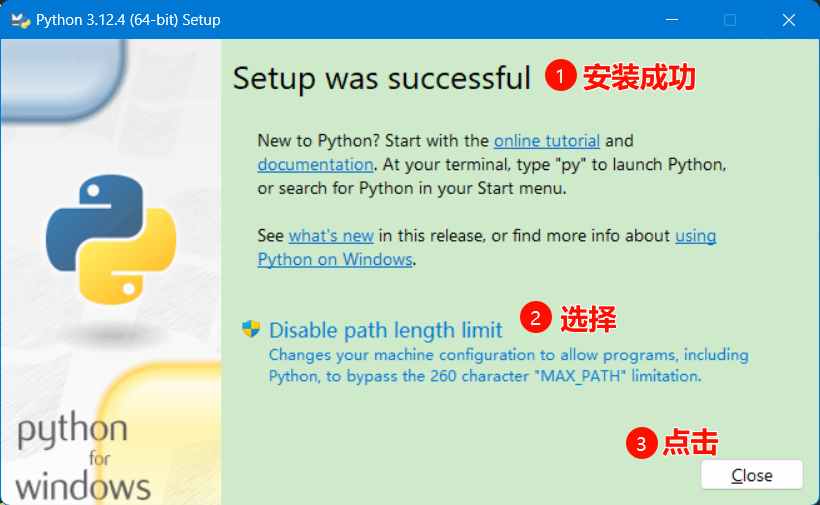 Python 3.12.4 (64-bit) Setup
Setup was successful
1 安装成功
New to Python? Start with the online tutorial and
documentation. At your terminal, type "py" to launch Python,
or search for Python in your Start menu.
See what's new in this release, or find more info about using
Python on Windows.
Disable path length limit
2 选择
Changes your machine configuration to allow programs, including
Python, to bypass the 260 character "MAX_PATH" limitation.
3 点击
Close
python
for
windows